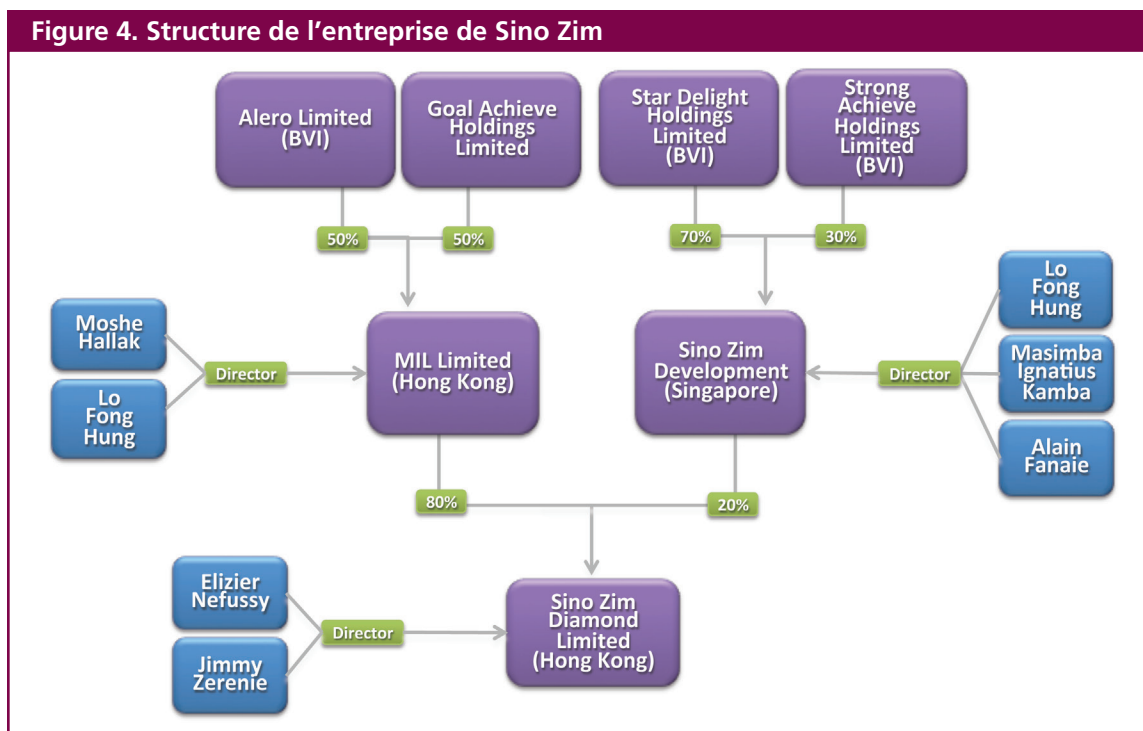 Figure 4. Structure de l'entreprise de Sino Zim
Alero Limited
(BVI)
Goal Achieve
Holdings
Limited
Star Delight
Holdings
Limited
(BVI)
Strong
Achieve
Holdings
Limited
(BVI)
50%
50%
70%
30%
Moshe
Hallak
Lo
Fong
Hung
Director
MIL Limited
(Hong Kong)
Sino Zim
Development
(Singapore)
Director
Lo
Fong
Hung
Masimba
Ignatius
Kamba
Alain
Fanaie
80%
20%
Elizier
Nefussy
Jimmy
Zerenie
Director
Sino Zim
Diamond
Limited
(Hong Kong)